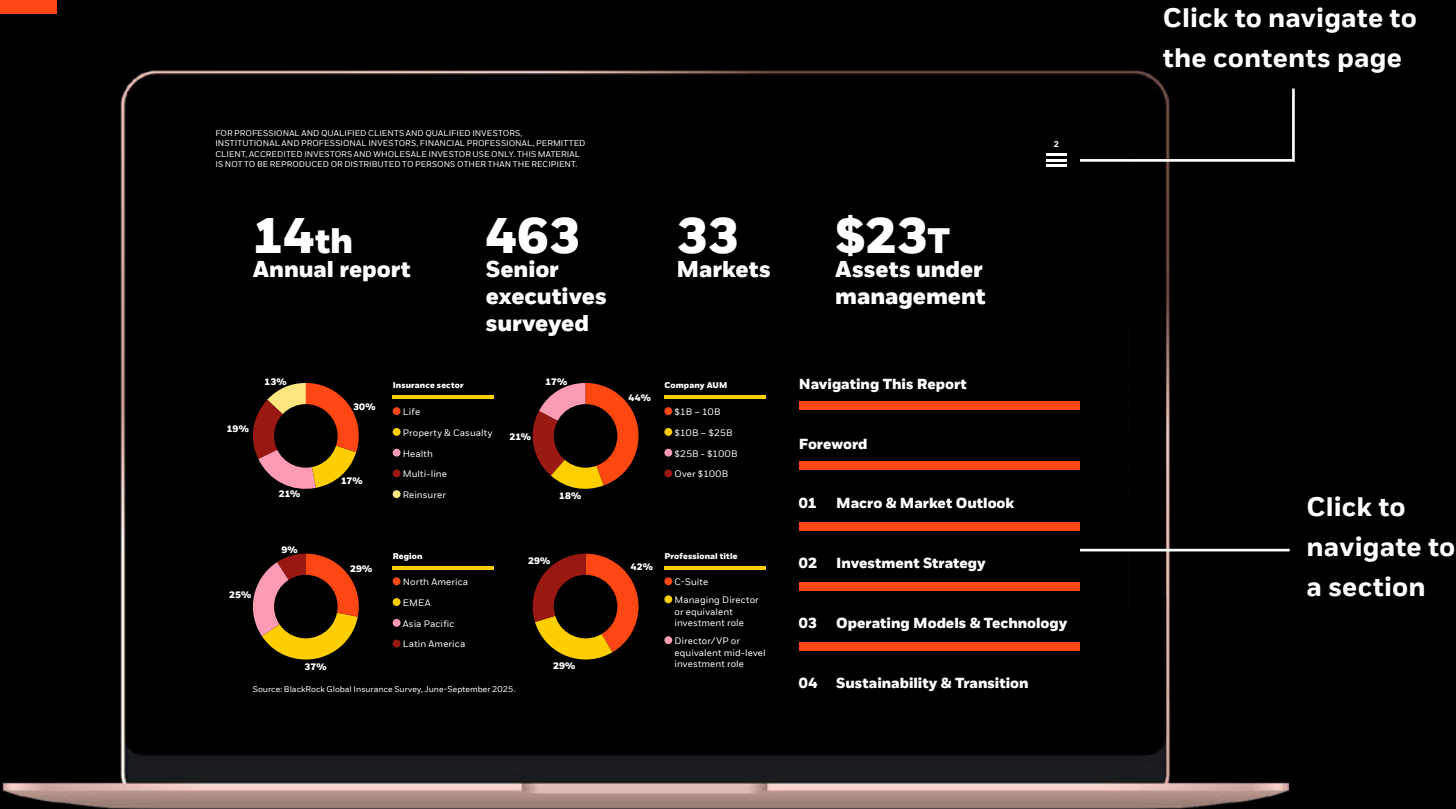 Click to navigate to
the contents page
FOR PROFESSIONAL AND QUALIFIED CLIENTS AND QUALIFIED INVESTORS,
INSTITUTIONAL AND PROFESSIONAL INVESTORS, FINANCIAL PROFESSIONAL, PERMITTED
CLIENT, ACCREDITED INVESTORS AND WHOLESALE INVESTOR USE ONLY. THIS MATERIAL
IS NOT TO BE REPRODUCED OR DISTRIBUTED TO PERSONS OTHER THAN THE RECIPIENT.
2
14th
Annual report
463
Senior
executives
surveyed
33
Markets
$23T
Assets under
management
13%
30%
19%
17%
21%
Insurance sector
Life
Property & Casualty
Health
Multi-line
Reinsurer
17%
44%
21%
18%
Company AUM
$1B – 10B
$10B – $25B
$25B - $100B
Over $100B
9%
29%
25%
37%
Region
North America
EMEA
Asia Pacific
Latin America
29%
42%
29%
Professional title
C-Suite
Managing Director
or equivalent
investment role
Director/VP or
equivalent mid-level
investment role
Source: BlackRock Global Insurance Survey, June-September 2025.
Navigating This Report
Foreword
01 Macro & Market Outlook
02 Investment Strategy
03 Operating Models & Technology
04 Sustainability & Transition
Click to
navigate to
a section